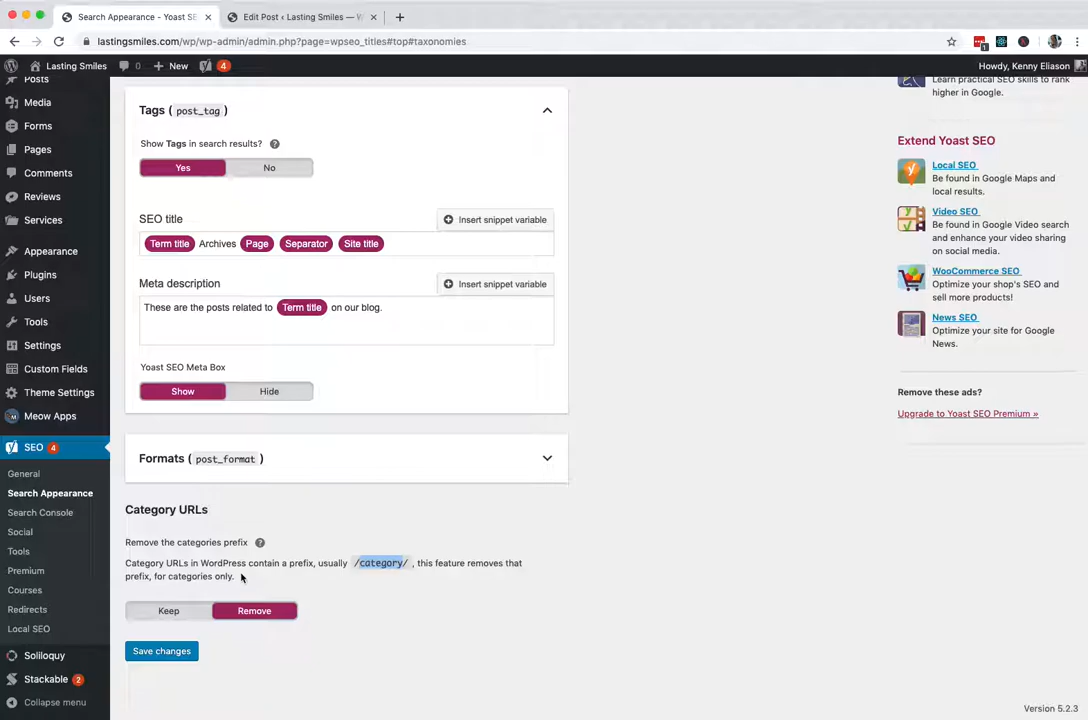 Search Appearance - Yoast SE
Edit Post ‹ Lasting Smiles — W
lastingsmiles.com/wp/wp-admin/admin.php?page=wpseo_titles#top#taxonomies
1
Lasting Smiles
0
New
4
Howdy, Kenny Eliason
Posts
Media
Forms
Pages
Comments
Reviews
Services
Appearance
Plugins
Users
Tools
Settings
Custom Fields
Theme Settings
Meow Apps
SEO 4
General
Search Appearance
Search Console
Social
Tools
Premium
Courses
Redirects
Local SEO
Soliloquy
Stackable 2
Collapse menu
Tags ( post_tag )
Show Tags in search results? ?
Yes No
SEO title
Insert snippet variable
Term title Archives Page Separator Site title
Meta description
Insert snippet variable
These are the posts related to Term title on our blog.
Yoast SEO Meta Box
Show Hide
Formats ( post_format )
Category URLs
Remove the categories prefix ?
Category URLs in WordPress contain a prefix, usually /category/ , this feature removes that
prefix, for categories only.
Keep Remove
Save changes
Learn practical SEO skills to rank
higher in Google.
Extend Yoast SEO
Local SEO
Be found in Google Maps and
local results.
Video SEO
Be found in Google Video search
and enhance your video sharing
on social media.
WooCommerce SEO
Optimize your shop's SEO and
sell more products!
News SEO
Optimize your site for Google
News.
Remove these ads?
Upgrade to Yoast SEO Premium »
Version 5.2.3